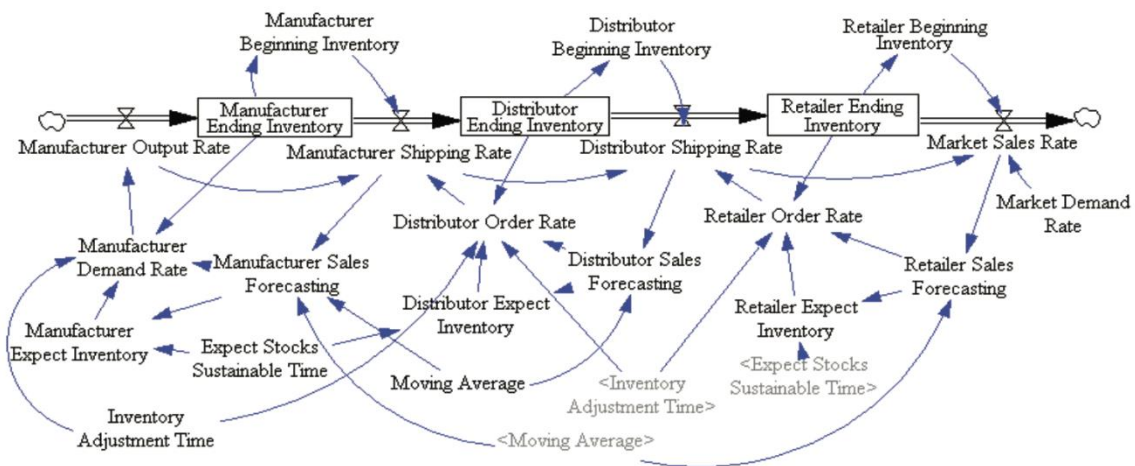 Manufacturer
Beginning Inventory
Distributor
Beginning Inventory
Retailer Beginning
Inventory
Manufacturer
Ending Inventory
Distributor
Ending Inventory
Retailer Ending
Inventory
Manufacturer Output Rate
Manufacturer Shipping Rate
Distributor Shipping Rate
Market Sales Rate
Market Demand
Rate
Distributor Order Rate
Retailer Order Rate
Manufacturer
Demand Rate
Manufacturer Sales
Forecasting
Distributor Sales
Forecasting
Retailer Sales
Forecasting
Distributor Expect
Inventory
Retailer Expect
Inventory
Manufacturer
Expect Inventory
Expect Stocks
Sustainable Time
Moving Average
<Inventory
Adjustment Time>
<Expect Stocks
Sustainable Time>
Inventory
Adjustment Time
<Moving Average>